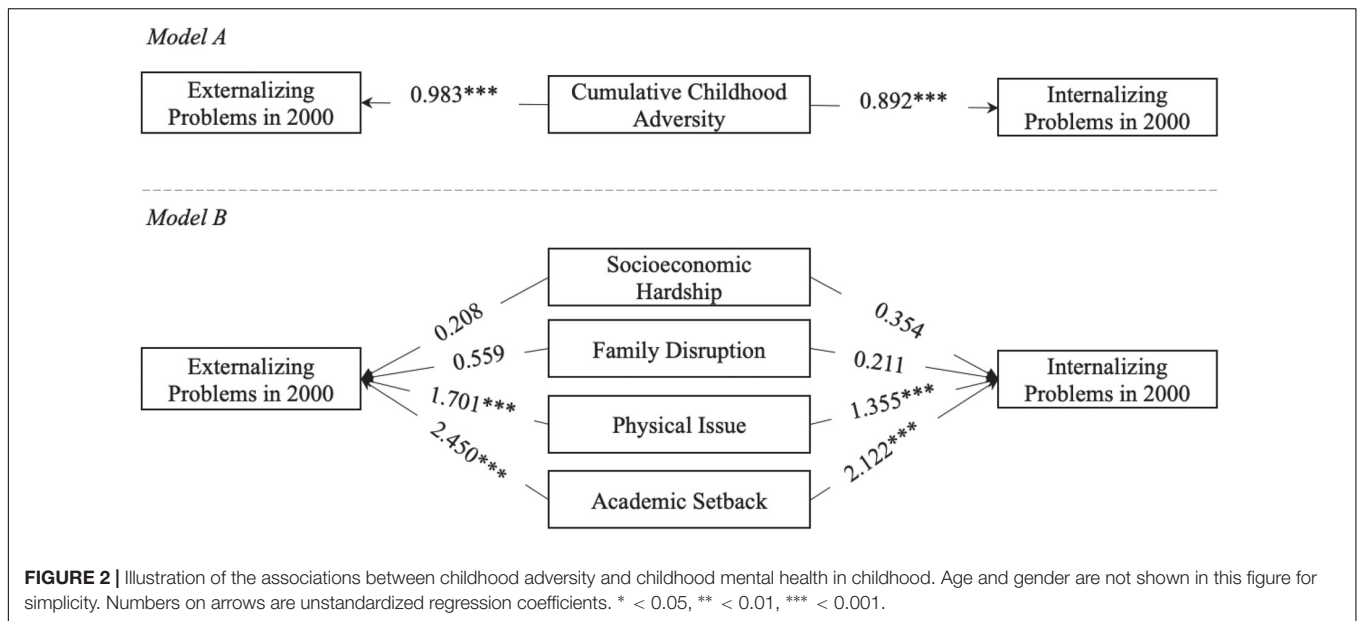 Model A
Externalizing
Problems in 2000
0.983***
Cumulative Childhood
Adversity
0.892***
Internalizing
Problems in 2000
Model B
Externalizing
Problems in 2000
0.208
0.559
1.701***
2.450***
Socioeconomic
Hardship
Family Disruption
Physical Issue
Academic Setback
0.354
0.211
1.355***
2.122***
Internalizing
Problems in 2000
FIGURE 2 | Illustration of the associations between childhood adversity and childhood mental health in childhood. Age and gender are not shown in this figure for
simplicity. Numbers on arrows are unstandardized regression coefficients. * < 0.05, ** < 0.01, *** < 0.001.